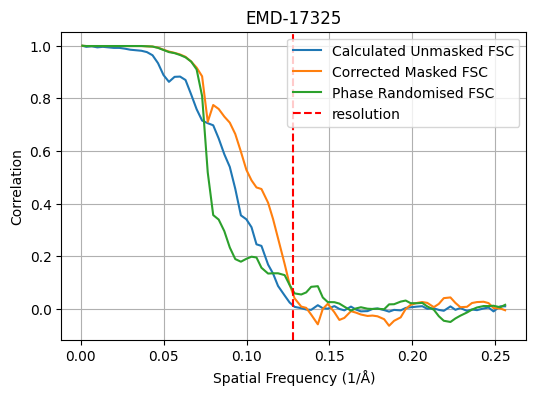 EMD-17325
Calculated Unmasked FSC
Corrected Masked FSC
Phase Randomised FSC
resolution
Correlation
1.0
0.8
0.6
0.4
0.2
0.0
0.00 0.05 0.10 0.15 0.20 0.25
Spatial Frequency (1/Å)